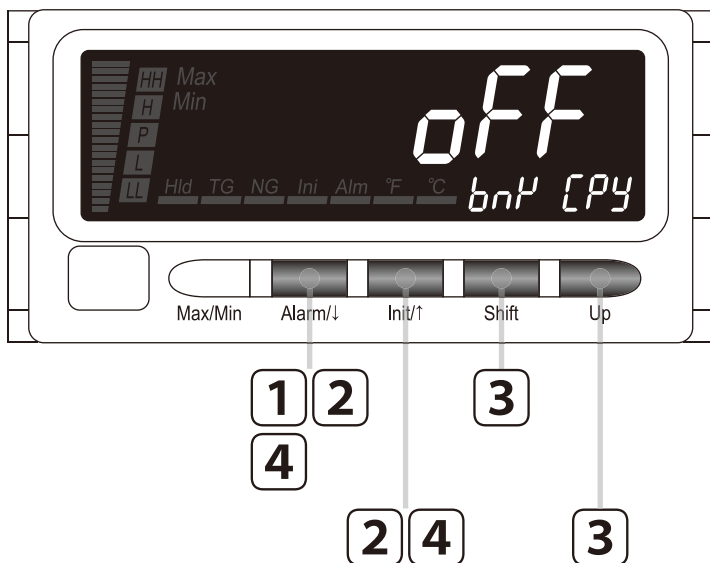 HH Max
H Min
P
L
LL Hld TG NG Ini Alm °F °C
oFF
bnK CPY
Max/Min Alarm/↓ Init/↑ Shift Up
1 2 3
4
2 4 3